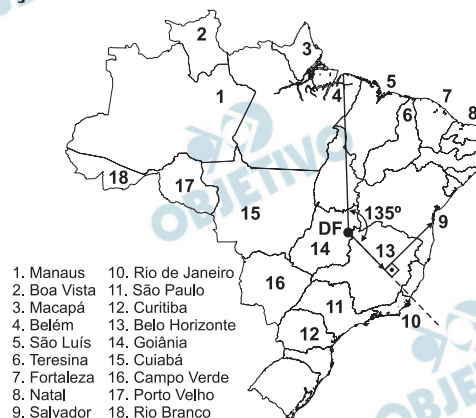 2
3
1
4
5
6
7
8
18
17
15
DF
135º
9
14
13
16
11
10
12
1. Manaus 10. Rio de Janeiro
2. Boa Vista 11. São Paulo
3. Macapá 12. Curitiba
4. Belém 13. Belo Horizonte
5. São Luís 14. Goiânia
6. Teresina 15. Cuiabá
7. Fortaleza 16. Campo Verde
8. Natal 17. Porto Velho
9. Salvador 18. Rio Branco
OBJETIVO
OBJETIVO